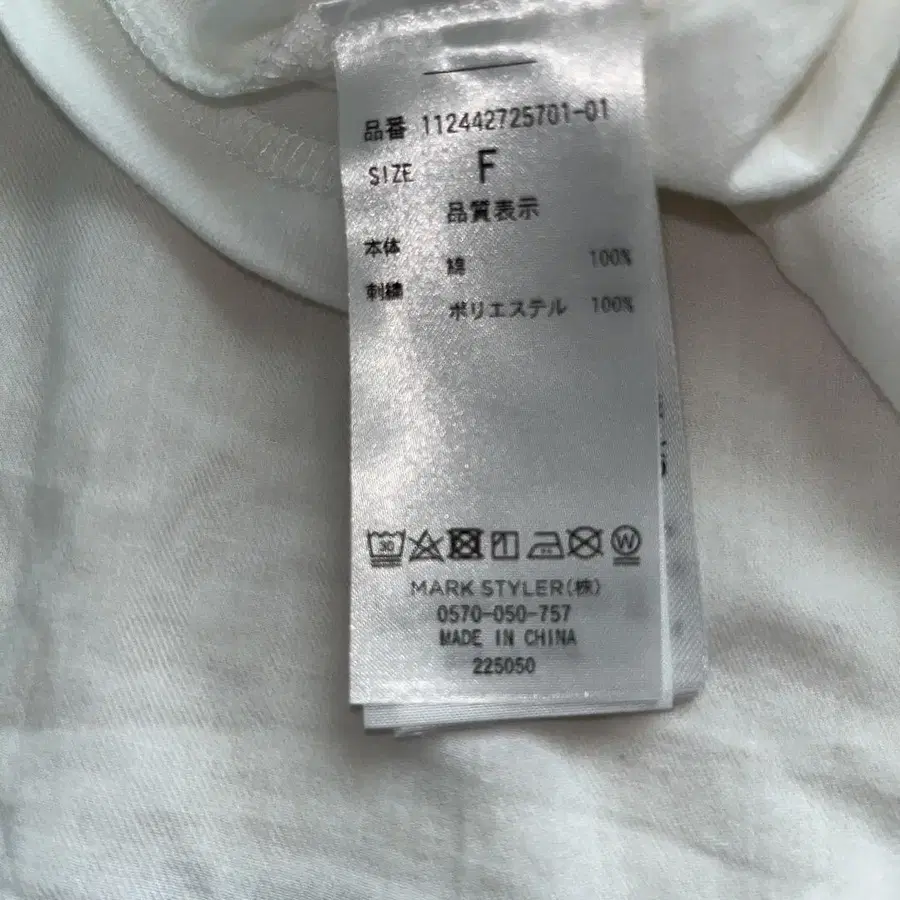 品番 112442725701-01
SIZE F
品質表示
本体
綿 100%
刺繍
ポリエステル 100%
30 W
MARK STYLER(株)
0570-050-757
MADE IN CHINA
225050